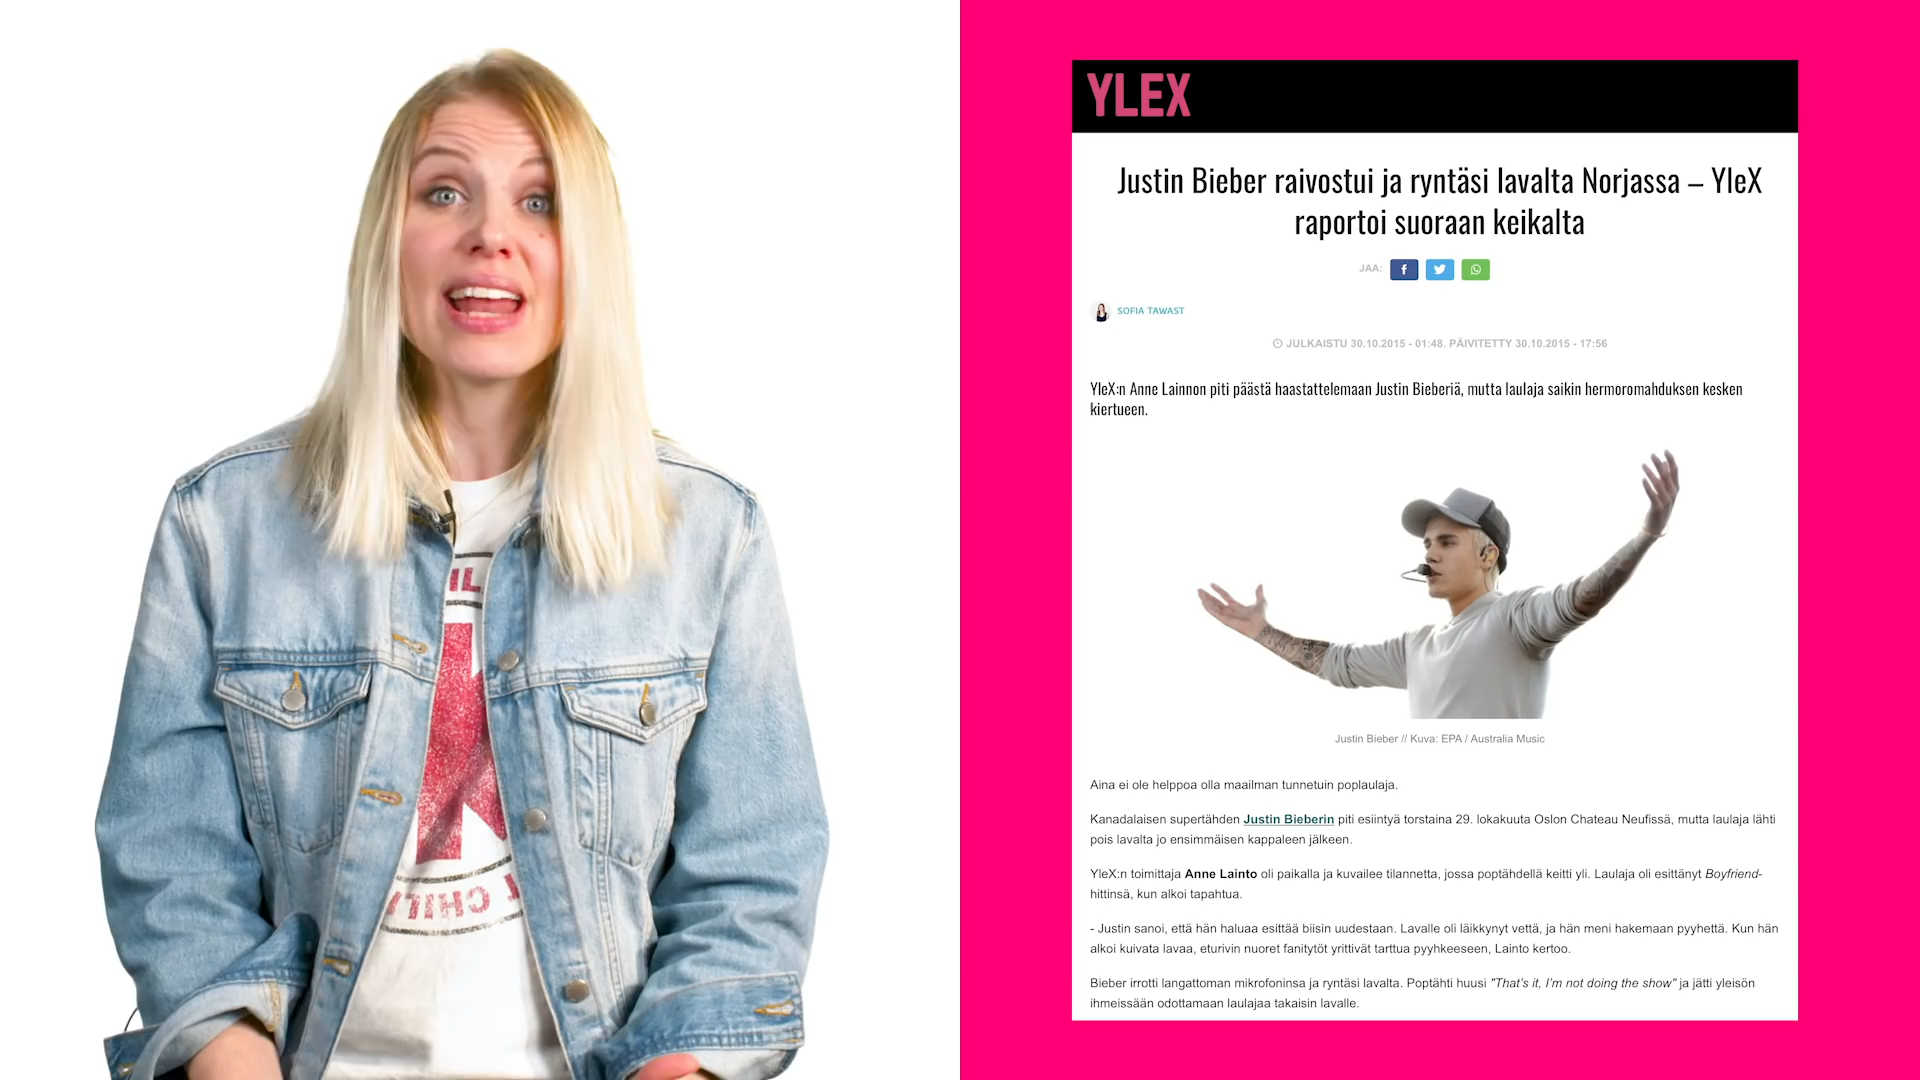 YLEX
Justin Bieber raivostui ja ryntäsi lavalta Norjassa – YleX
raportoi suoraan keikalta
JAA:
SOFIA TAWAST
JULKAISTU 30.10.2015 - 01:48. PÄIVITETTY 30.10.2015 - 17:56
YleX:n Anne Lainnon piti päästä haastattelemaan Justin Bieberiä, mutta laulaja saikin hermoromahduksen kesken
kiertueen.
Justin Bieber // Kuva: EPA / Australia Music
Aina ei ole helppoa olla maailman tunnetuin poplaulaja.
Kanadalaisen supertähden Justin Bieberin piti esiintyä torstaina 29. lokakuuta Oslon Chateau Neufissä, mutta laulaja lähti
pois lavalta jo ensimmäisen kappaleen jälkeen.
YleX:n toimittaja Anne Lainto oli paikalla ja kuvailee tilannetta, jossa poptähdellä keitti yli. Laulaja oli esittänyt Boyfriend-
hittinsä, kun alkoi tapahtua.
- Justin sanoi, että hän haluaa esittää biisin uudestaan. Lavalle oli läikkynyt vettä, ja hän meni hakemaan pyyhettä. Kun hän
alkoi kuivata lavaa, eturivin nuoret fanitytöt yrittivät tarttua pyyhkeeseen, Lainto kertoo.
Bieber irrotti langattoman mikrofoninsa ja ryntäsi lavalta. Poptähti huusi "That's it, I'm not doing the show" ja jätti yleisön
ihmeissään odottamaan laulajaa takaisin lavalle.